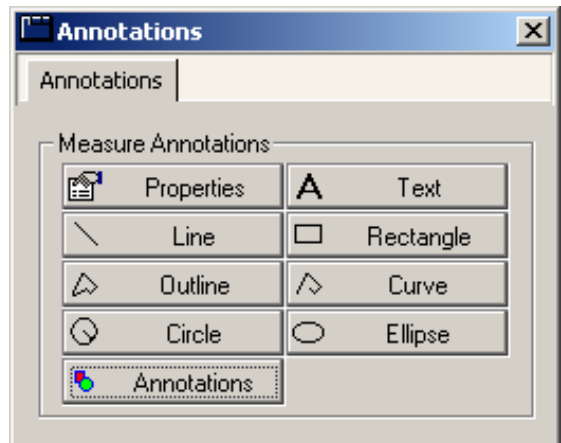 Annotations
Annotations
Measure Annotations
Properties
Text
Line
Rectangle
Outline
Curve
Circle
Ellipse
Annotations